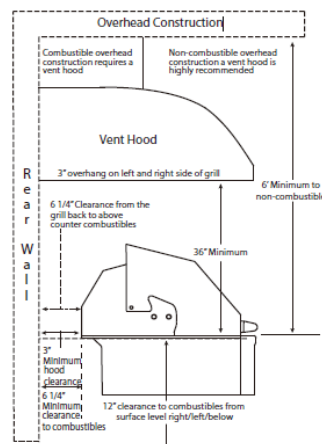 Overhead Construction
Combustible overhead
construction requires a
vent hood
Non-combustible overhead
construction a vent hood is
highly recommended
Vent Hood
3" overhang on left and right side of grill
Rear Wall
6' Minimum to
non-combustible
6 1/4" Clearance from the
grill back to above
counter combustibles
36" Minimum
3"
Minimum
hood
clearance
6 1/4"
Minimum
clearance
to combustibles
12" clearance to combustibles from
surface level right/left/below